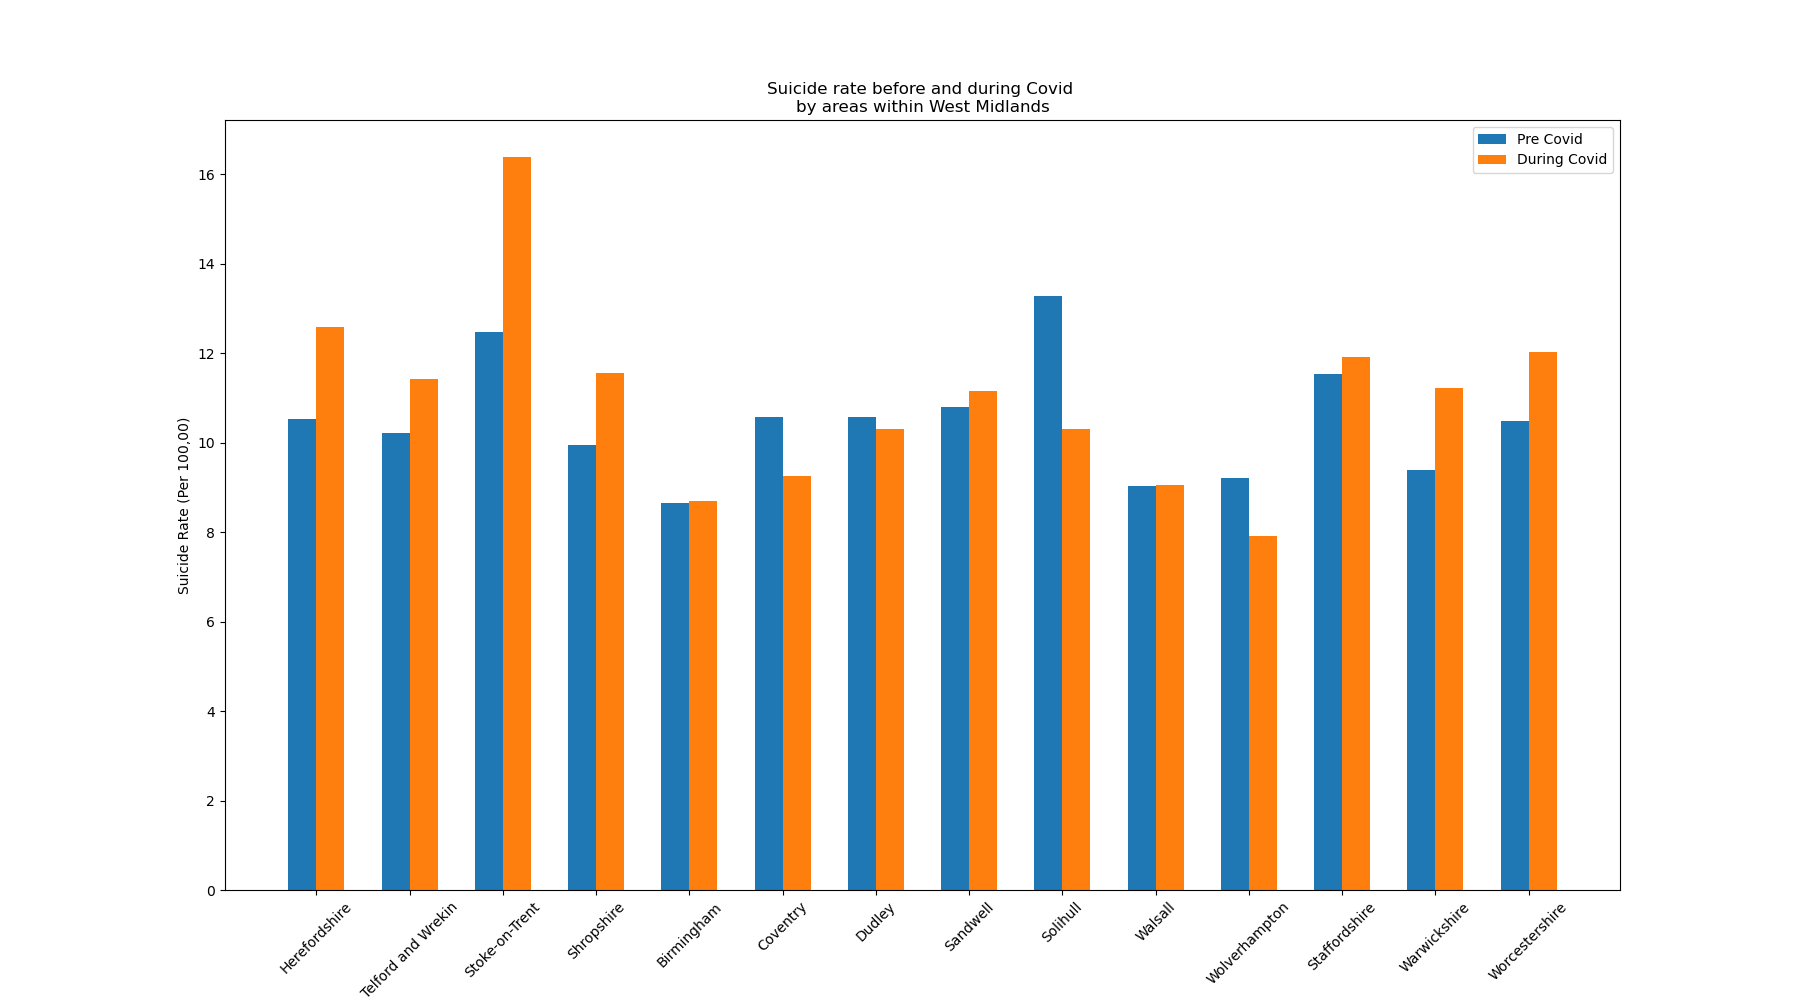 Suicide rate before and during Covid
by areas within West Midlands
Pre Covid
During Covid
Suicide Rate (Per 100,00)
16
14
12
10
8
6
4
2
0
Herefordshire
Telford and Wrekin
Stoke-on-Trent
Shropshire
Birmingham
Coventry
Dudley
Sandwell
Solihull
Walsall
Wolverhampton
Staffordshire
Warwickshire
Worcestershire